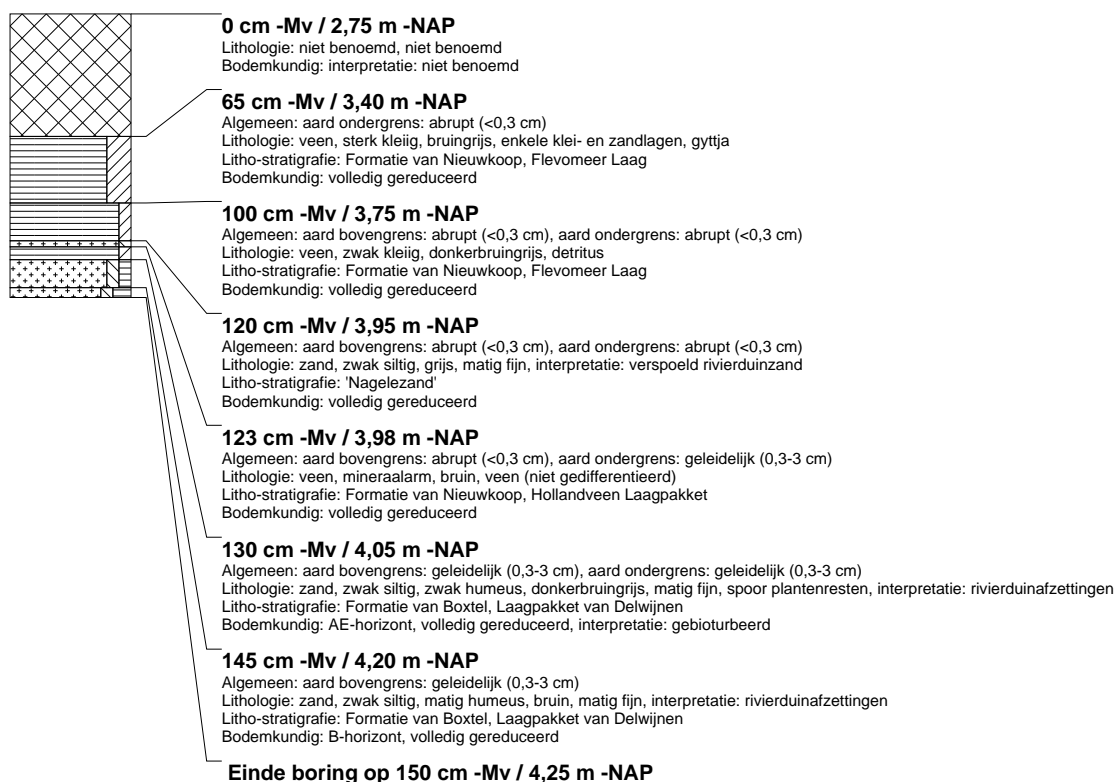 0 cm -Mv / 2,75 m -NAP
Lithologie: niet benoemd, niet benoemd
Bodemkundig: interpretatie: niet benoemd
65 cm -Mv / 3,40 m -NAP
Algemeen: aard ondergrens: abrupt (<0,3 cm)
Lithologie: veen, sterk kleiig, bruingrijs, enkele klei- en zandlagen, gyttja
Litho-stratigrafie: Formatie van Nieuwkoop, Flevomeer Laag
Bodemkundig: volledig gereduceerd
100 cm -Mv / 3,75 m -NAP
Algemeen: aard bovengrens: abrupt (<0,3 cm), aard ondergrens: abrupt (<0,3 cm)
Lithologie: veen, zwak kleiig, donkerbruingrijs, detritus
Litho-stratigrafie: Formatie van Nieuwkoop, Flevomeer Laag
Bodemkundig: volledig gereduceerd
120 cm -Mv / 3,95 m -NAP
Algemeen: aard bovengrens: abrupt (<0,3 cm), aard ondergrens: abrupt (<0,3 cm)
Lithologie: zand, zwak siltig, grijs, matig fijn, interpretatie: verspoeld rivierduinzand
Litho-stratigrafie: 'Nagelezand'
Bodemkundig: volledig gereduceerd
123 cm -Mv / 3,98 m -NAP
Algemeen: aard bovengrens: abrupt (<0,3 cm), aard ondergrens: geleidelijk (0,3-3 cm)
Lithologie: veen, mineraalarm, bruin, veen (niet gedifferentieerd)
Litho-stratigrafie: Formatie van Nieuwkoop, Hollandveen Laagpakket
Bodemkundig: volledig gereduceerd
130 cm -Mv / 4,05 m -NAP
Algemeen: aard bovengrens: geleidelijk (0,3-3 cm), aard ondergrens: geleidelijk (0,3-3 cm)
Lithologie: zand, zwak siltig, zwak humeus, donkerbruingrijs, matig fijn, spoor plantenresten, interpretatie: rivierduinafzettingen
Litho-stratigrafie: Formatie van Boxtel, Laagpakket van Delwijnen
Bodemkundig: AE-horizont, volledig gereduceerd, interpretatie: gebioturbeerd
145 cm -Mv / 4,20 m -NAP
Algemeen: aard bovengrens: geleidelijk (0,3-3 cm)
Lithologie: zand, zwak siltig, matig humeus, bruin, matig fijn, interpretatie: rivierduinafzettingen
Litho-stratigrafie: Formatie van Boxtel, Laagpakket van Delwijnen
Bodemkundig: B-horizont, volledig gereduceerd
Einde boring op 150 cm -Mv / 4,25 m -NAP